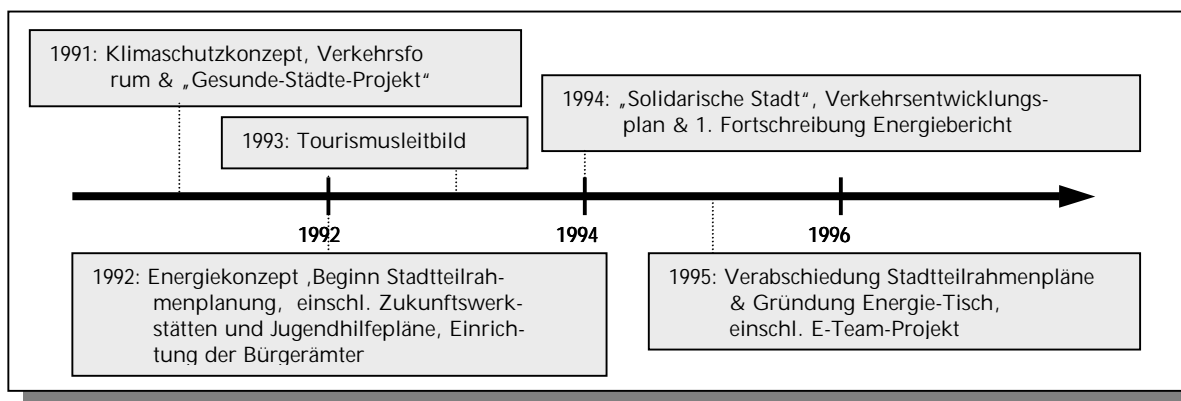 1991: Klimaschutzkonzept, Verkehrsfo
rum & „Gesunde-Städte-Projekt“
1994: „Solidarische Stadt“, Verkehrsentwicklungs-
plan & 1. Fortschreibung Energiebericht
1993: Tourismusleitbild
1992
1994
1996
1992: Energiekonzept ,Beginn Stadtteilrah-
menplanung, einschl. Zukunftswerk-
stätten und Jugendhilfepläne, Einrich-
tung der Bürgerämter
1995: Verabschiedung Stadtteilrahmenpläne
& Gründung Energie-Tisch,
einschl. E-Team-Projekt